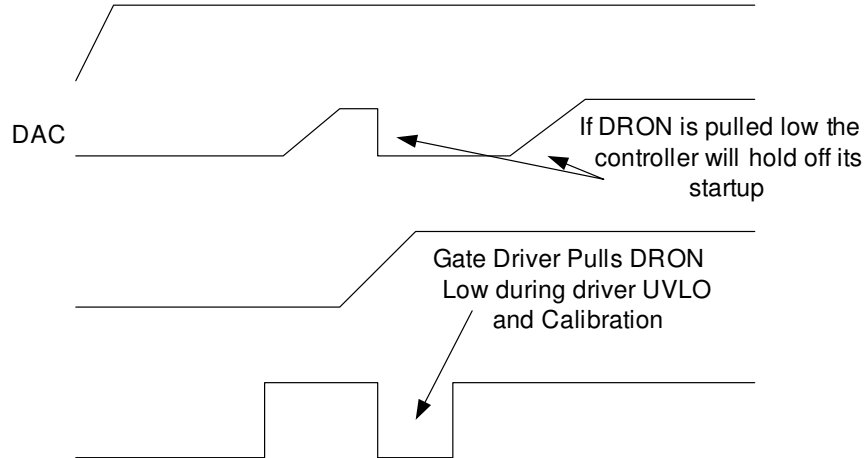 DAC
If DRON is pulled low the
controller will hold off its
startup
Gate Driver Pulls DRON
Low during driver UVLO
and Calibration